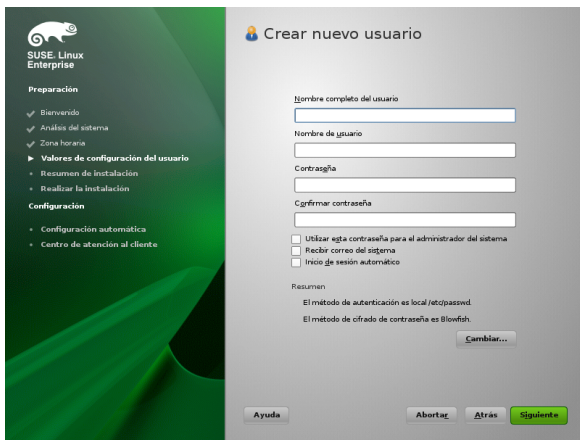 SUSE. Linux
Enterprise
Preparación
Bienvenido
Análisis del sistema
Zona horaria
Valores de configuración del usuario
Resumen de instalación
Realizar la instalación
Configuración
Configuración automática
Centro de atención al cliente
Crear nuevo usuario
Nombre completo del usuario
Nombre de usuario
Contraseña
Confirmar contraseña
Utilizar esta contraseña para el administrador del sistema
Recibir correo del sistema
Inicio de sesión automático
Resumen
El método de autenticación es local /etc/passwd.
El método de cifrado de contraseña es Blowfish.
Cambiar...
Ayuda
Abortar
Atrás
Siguiente